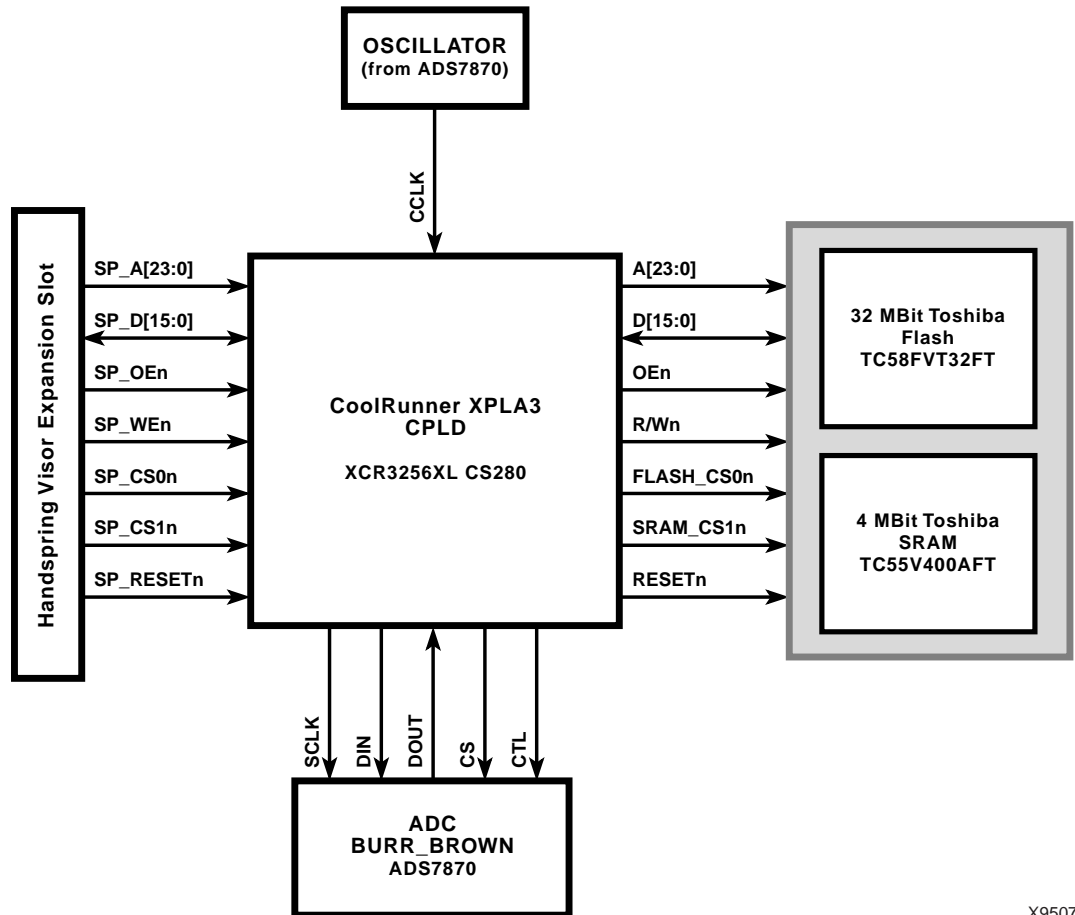 OSCILLATOR
(from ADS7870)
CCLK
Handspring Visor Expansion Slot
SP_A[23:0]
SP_D[15:0]
SP_OEn
SP_WEn
SP_CS0n
SP_CS1n
SP_RESETn
CoolRunner XPLA3
CPLD
XCR3256XL CS280
A[23:0]
D[15:0]
OEn
R/Wn
FLASH_CS0n
SRAM_CS1n
RESETn
32 MBit Toshiba
Flash
TC58FVT32FT
4 MBit Toshiba
SRAM
TC55V400AFT
SCLK
DIN
DOUT
CS
CTL
ADC
BURR_BROWN
ADS7870
X9507